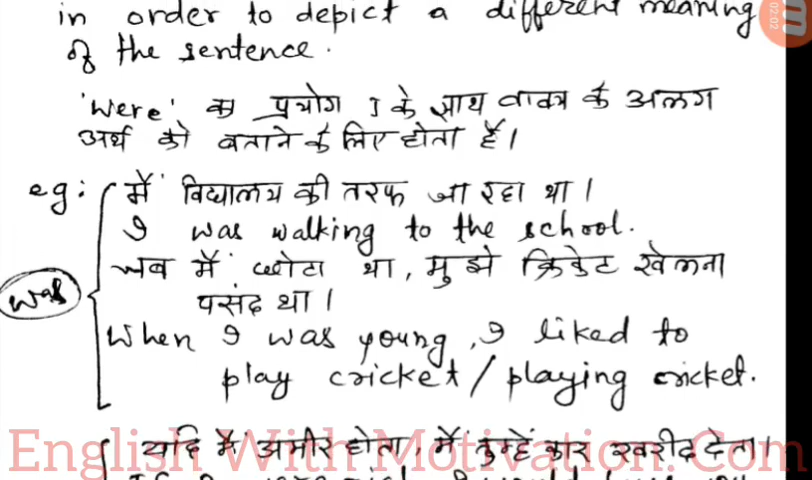 in order to depict a different meaning
of the sentence.
'Were' का प्रयोग I के साथ वाक्य के अलग
अर्थ को बताने के लिए होता है।
eg: मैं विद्यालय की तरफ जा रहा था।
I was walking to the school.
जब मैं छोटा था, मुझे क्रिकेट खेलना
was
पसंद था।
When I was young, I liked to
play cricket/playing cricket.
यदि मैं अमीर होता, मैं तुम्हें कार खरीद देता।
English With Motivation.Com
02:02